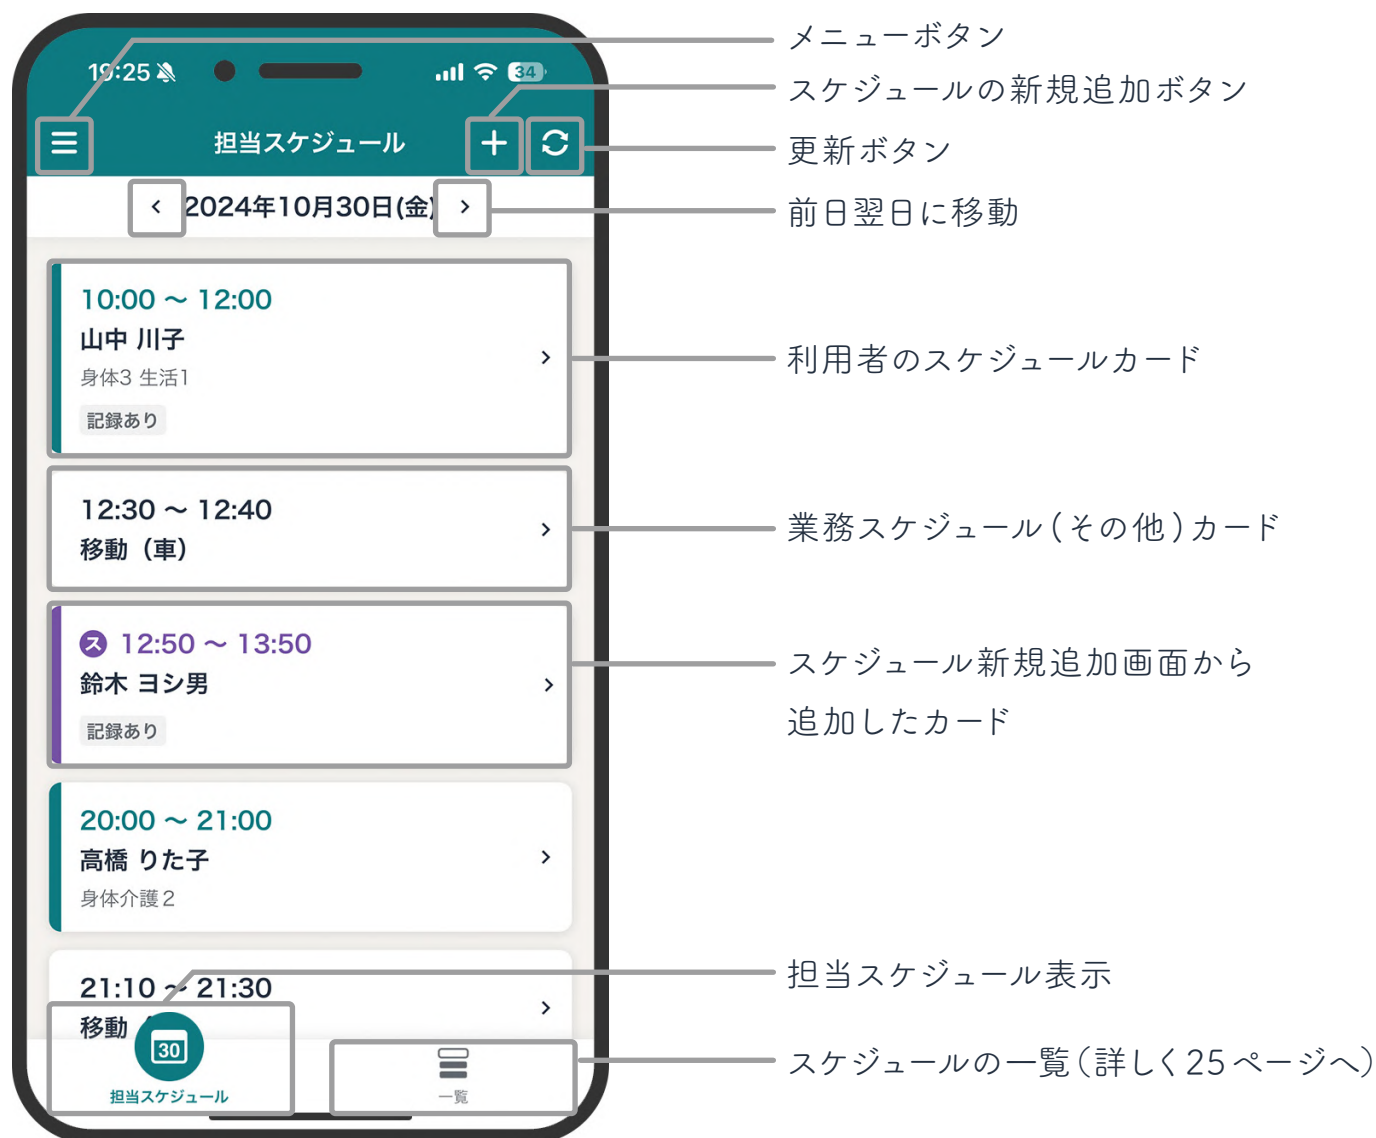 メニューボタン
19:25
34
スケジュールの新規追加ボタン
担当スケジュール
更新ボタン
2024年10月30日(金)
前日翌日に移動
10:00 〜 12:00
山中 川子
身体3 生活1
記録あり
利用者のスケジュールカード
12:30 〜 12:40
移動（車）
業務スケジュール(その他)カード
ス 12:50 〜 13:50
鈴木 ヨシ男
記録あり
スケジュール新規追加画面から
追加したカード
20:00 〜 21:00
高橋 りた子
身体介護2
21:10 〜 21:30
移動
担当スケジュール表示
30
担当スケジュール
一覧
スケジュールの一覧(詳しく25ページへ)